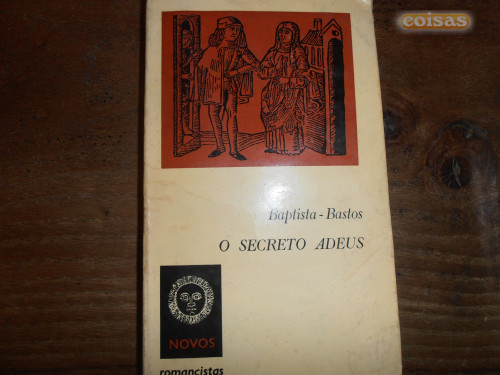 coisas
Baptista - Bastos
O SECRETO ADEUS
NOVOS
romancistas